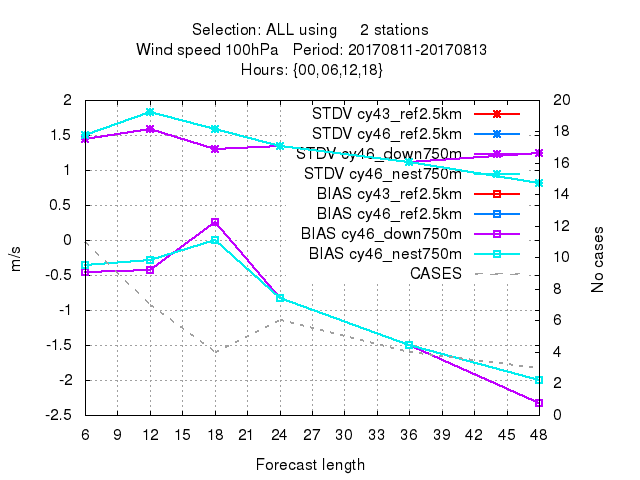 Selection: ALL using 2 stations
Wind speed 100hPa Period: 20170811-20170813
Hours: {00,06,12,18}
STDV cy43_ref2.5km
STDV cy46_ref2.5km
STDV cy46_down750m
STDV cy46_nest750m
BIAS cy43_ref2.5km
BIAS cy46_ref2.5km
BIAS cy46_down750m
BIAS cy46_nest750m
CASES
2
1.5
1
0.5
0
-0.5
-1
-1.5
-2
-2.5
m/s
20
18
16
14
12
10
8
6
4
2
0
No cases
6 9 12 15 18 21 24 27 30 33 36 39 42 45 48
Forecast length